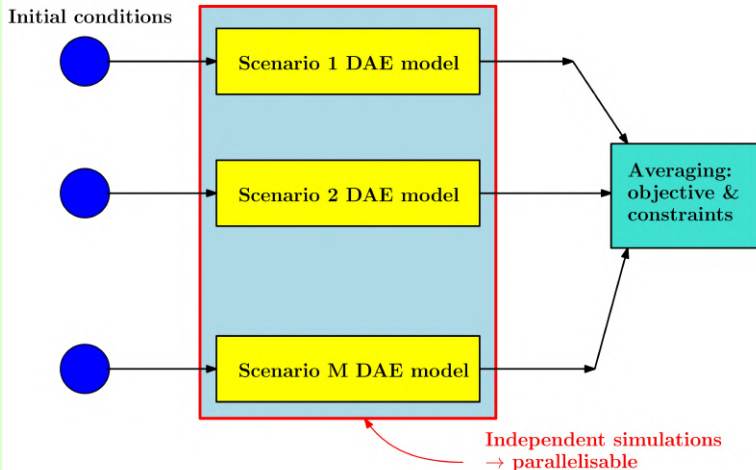 Initial conditions
Scenario 1 DAE model
Scenario 2 DAE model
Averaging:
objective &
constraints
Scenario M DAE model
Independent simulations
→ parallelisable